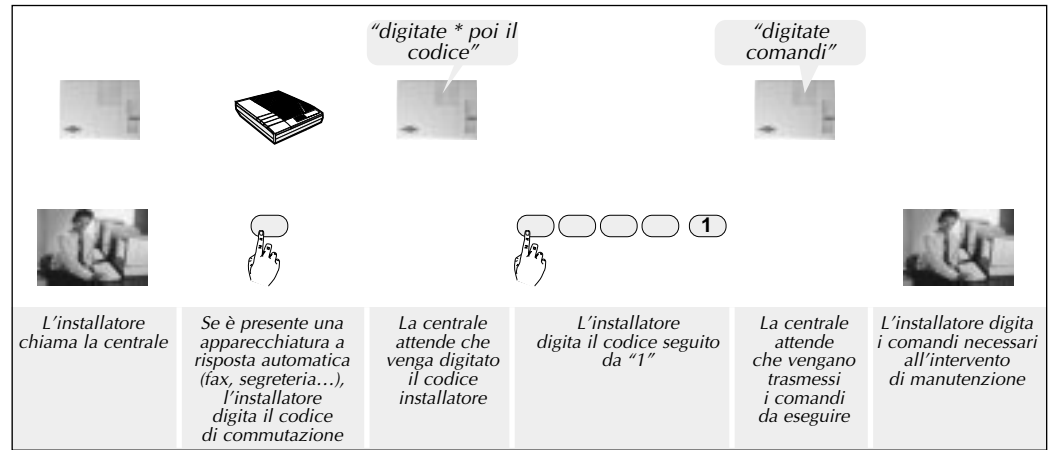 “digitate * poi il
codice”
“digitate
comandi”
1
L’installatore
chiama la centrale
Se è presente una
apparecchiatura a
risposta automatica
(fax, segreteria…),
l’installatore
digita il codice
di commutazione
La centrale
attende che
venga digitato
il codice
installatore
L’installatore
digita il codice seguito
da “1”
La centrale
attende
che vengano
trasmessi
i comandi
da eseguire
L’installatore digita
i comandi necessari
all’intervento
di manutenzione